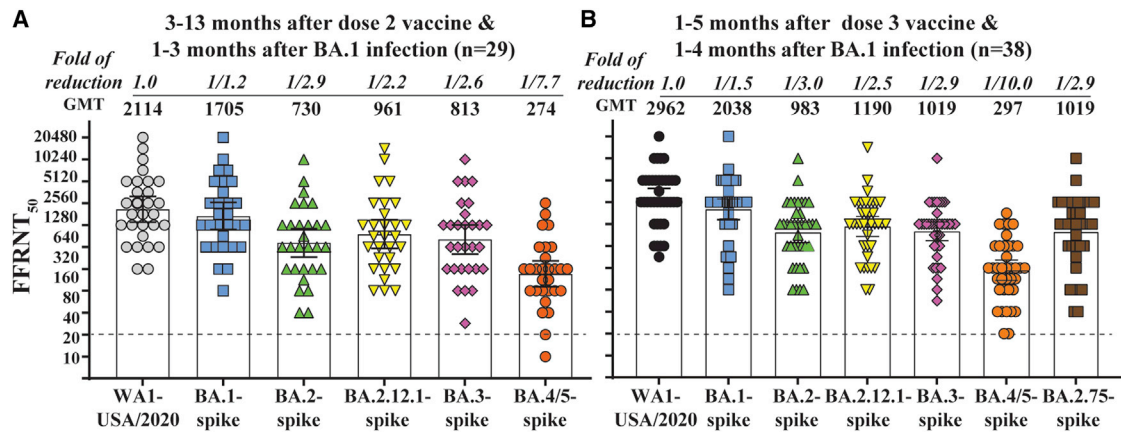 A
3-13 months after dose 2 vaccine &
1-3 months after BA.1 infection (n=29)
Fold of
reduction 1.0 1/1.2 1/2.9 1/2.2 1/2.6 1/7.7
GMT 2114 1705 730 961 813 274
FFRNT50
20480
10240
5120
2560
1280
640
320
160
80
40
20
10
WA1- BA.1- BA.2- BA.2.12.1- BA.3- BA.4/5-
USA/2020 spike spike spike spike spike
B
1-5 months after dose 3 vaccine &
1-4 months after BA.1 infection (n=38)
Fold of
reduction 1.0 1/1.5 1/3.0 1/2.5 1/2.9 1/10.0 1/2.9
GMT 2962 2038 983 1190 1019 297 1019
WA1- BA.1- BA.2- BA.2.12.1- BA.3- BA.4/5- BA.2.75-
USA/2020 spike spike spike spike spike spike